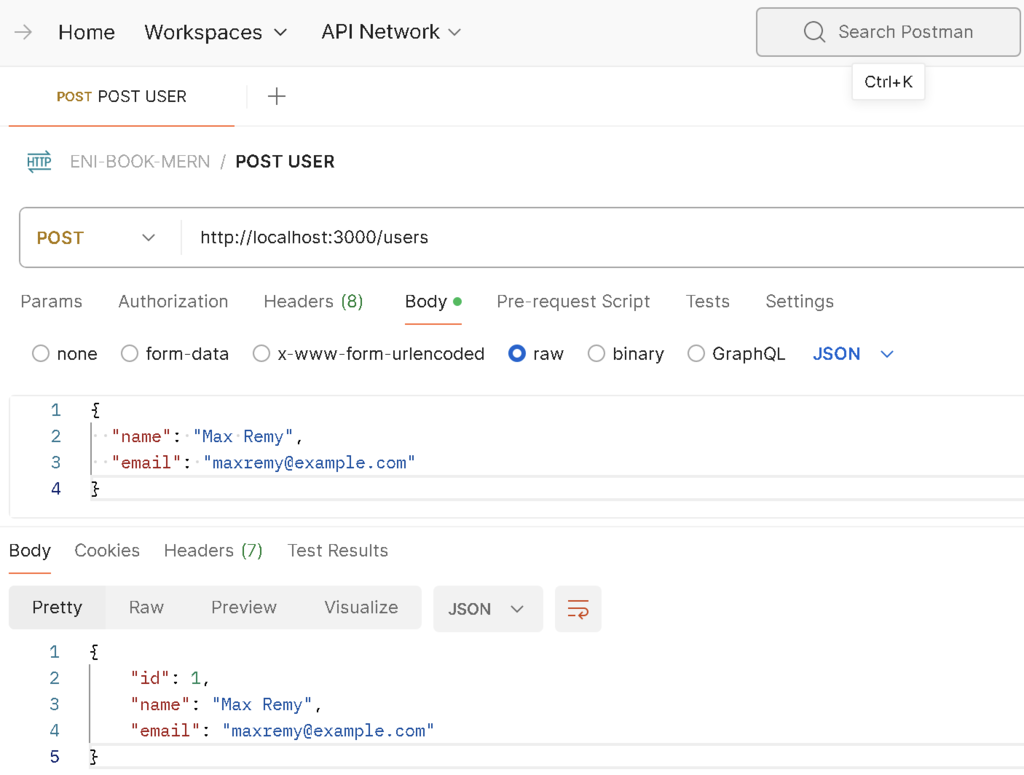 Home Workspaces API Network Search Postman
Ctrl+K
POST POST USER
HTTP ENI-BOOK-MERN / POST USER
POST http://localhost:3000/users
Params Authorization Headers (8) Body Pre-request Script Tests Settings
none form-data x-www-form-urlencoded raw binary GraphQL JSON
1 {
2 "name": "Max Remy",
3 "email": "maxremy@example.com"
4 }
Body Cookies Headers (7) Test Results
Pretty Raw Preview Visualize JSON
1 {
2 "id": 1,
3 "name": "Max Remy",
4 "email": "maxremy@example.com"
5 }